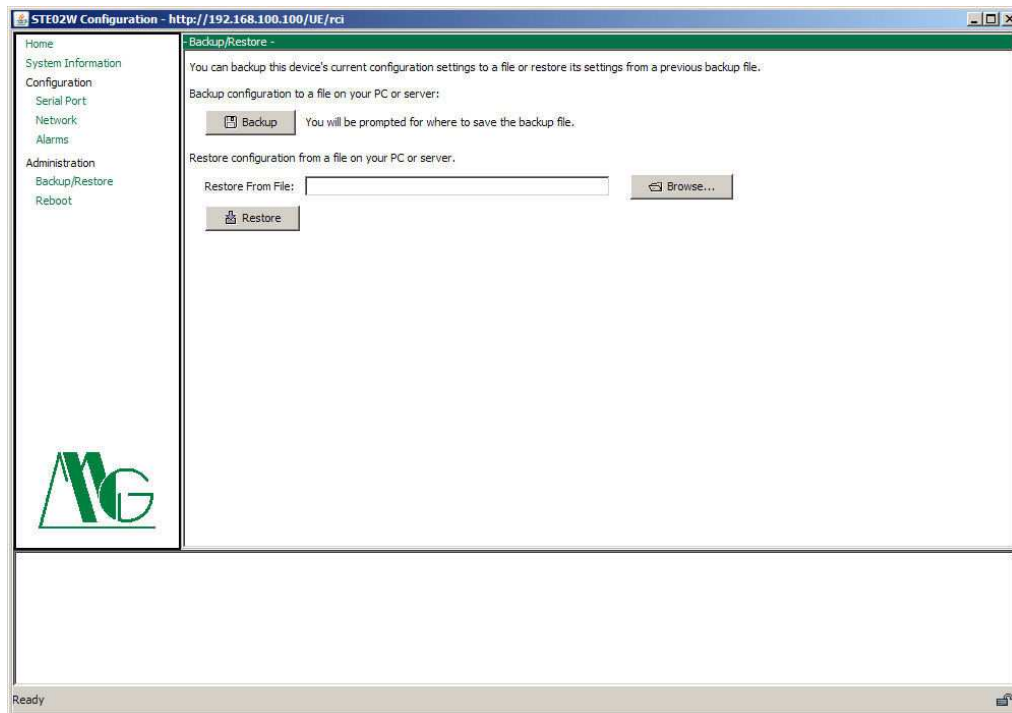 STE02W Configuration - http://192.168.100.100/UE/rci
Home
System Information
Configuration
Serial Port
Network
Alarms
Administration
Backup/Restore
Reboot
- Backup/Restore -
You can backup this device's current configuration settings to a file or restore its settings from a previous backup file.
Backup configuration to a file on your PC or server:
Backup You will be prompted for where to save the backup file.
Restore configuration from a file on your PC or server.
Restore From File: Browse...
Restore
MG
Ready